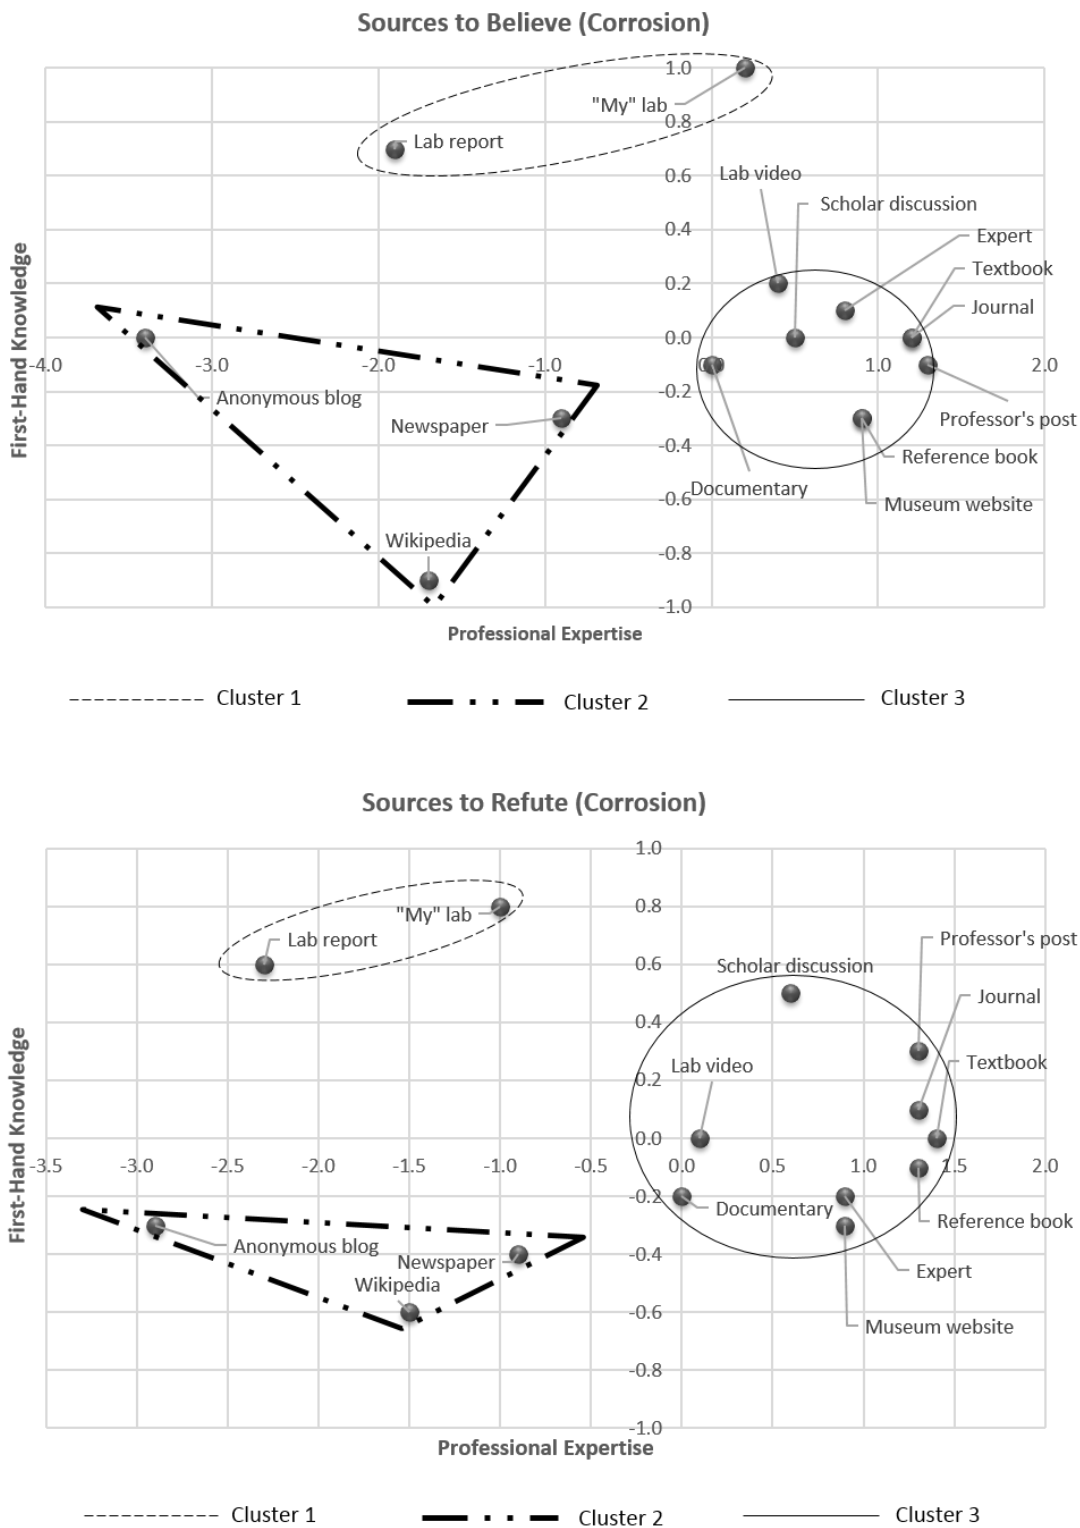 Sources to Believe (Corrosion)
1.0
"My" lab
0.8
Lab report
0.6
Lab video
Scholar discussion
0.4
Expert
Textbook
0.2
Journal
0.0
-4.0 -3.0 -2.0 -1.0 0.0 1.0 2.0
-0.2
Anonymous blog
Newspaper
Professor's post
-0.4
Reference book
Documentary
-0.6
Museum website
Wikipedia
-0.8
-1.0
First-Hand Knowledge
Professional Expertise
Cluster 1 Cluster 2 Cluster 3
Sources to Refute (Corrosion)
1.0
0.8
"My" lab
Lab report
Professor's post
0.6
Scholar discussion
Journal
0.4
Lab video
Textbook
0.2
0.0
-3.5 -3.0 -2.5 -2.0 -1.5 -1.0 -0.5 0.0 0.5 1.0 1.5 2.0
-0.2
Documentary
Reference book
Anonymous blog
-0.4
Newspaper
Expert
Wikipedia
-0.6
Museum website
-0.8
-1.0
First-Hand Knowledge
Professional Expertise
Cluster 1 Cluster 2 Cluster 3